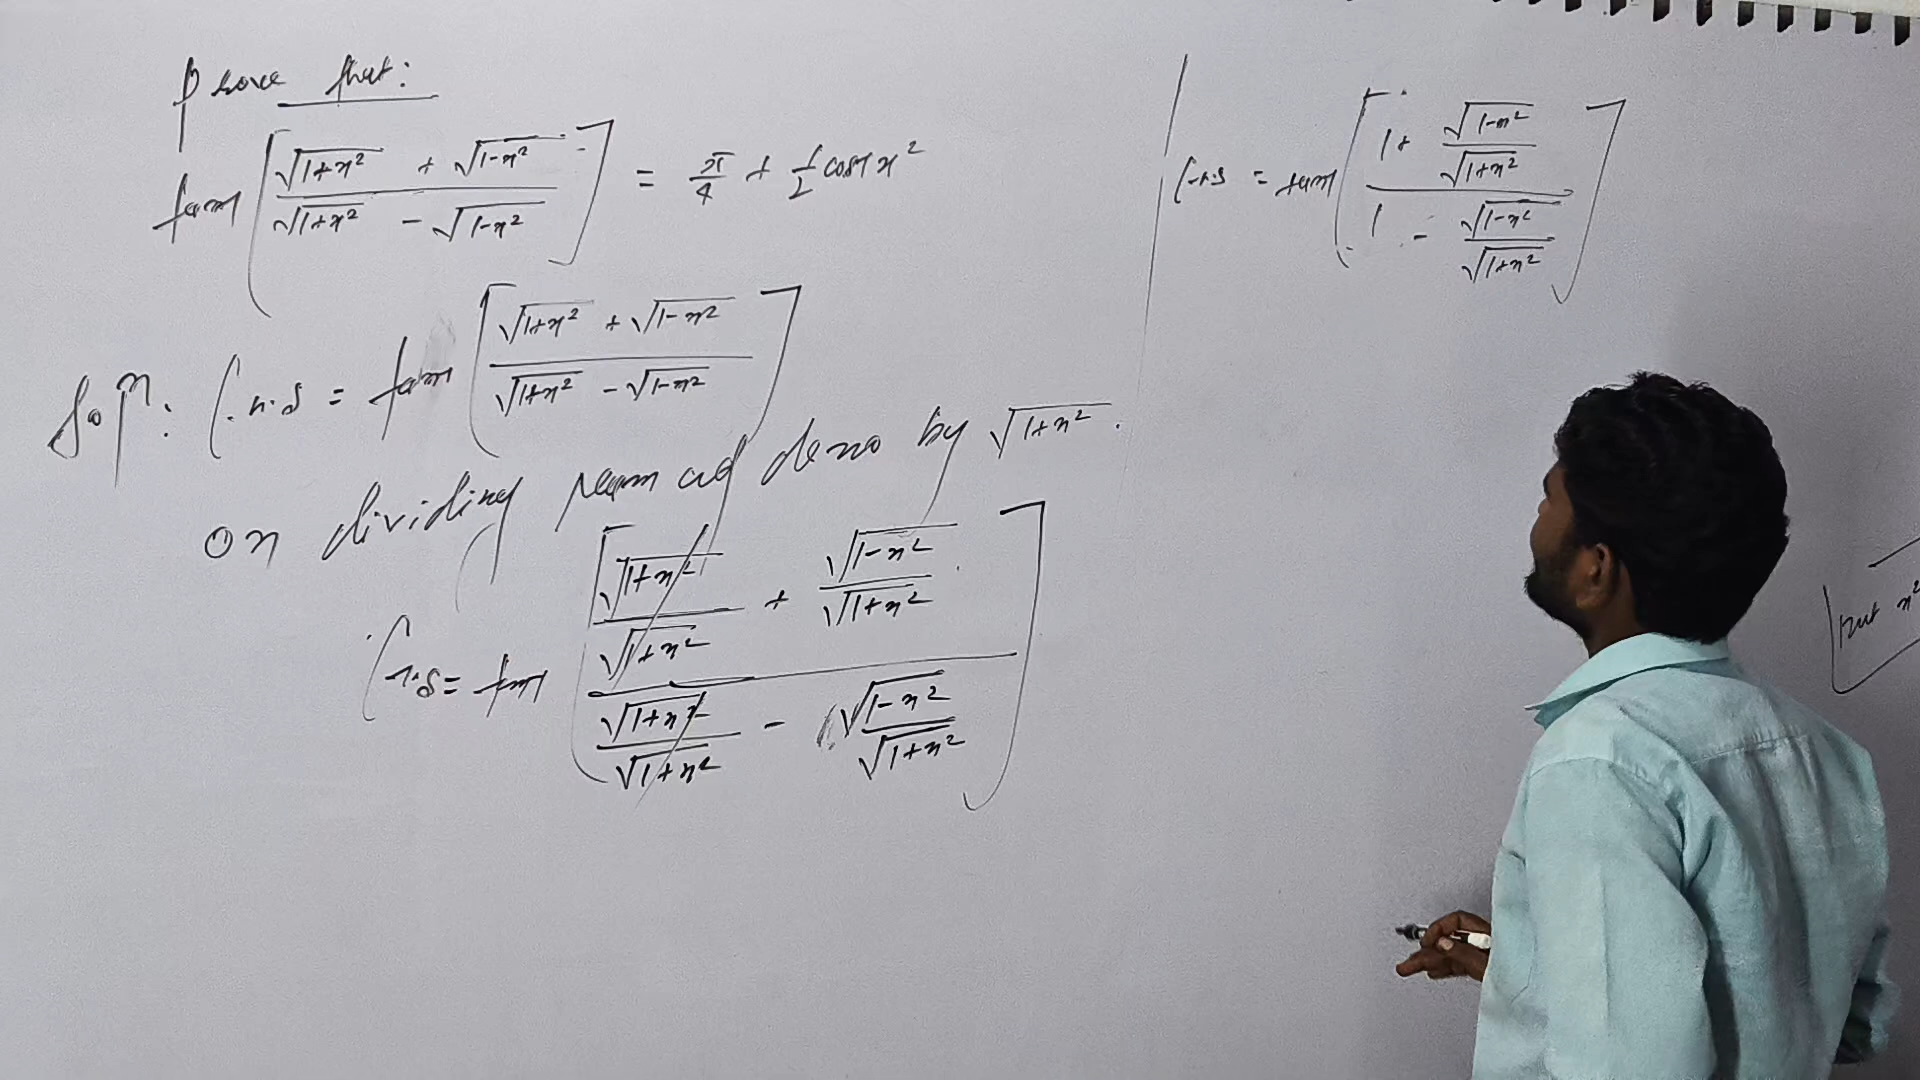 Prove that:
tan⁻¹[(√1+x² + √1-x²)/(√1+x² - √1-x²)] = π/4 + 1/2 cos⁻¹x²
Solⁿ: L.H.S = tan⁻¹[(√1+x² + √1-x²)/(√1+x² - √1-x²)]
on dividing num and deno by √1+x².
L.H.S = tan⁻¹[(√1+x²/√1+x² + √1-x²/√1+x²)/(√1+x²/√1+x² - √1-x²/√1+x²)]
L.H.S = tan⁻¹[(1+ √1-x²/√1+x²)/(1 - √1-x²/√1+x²)]
put x²